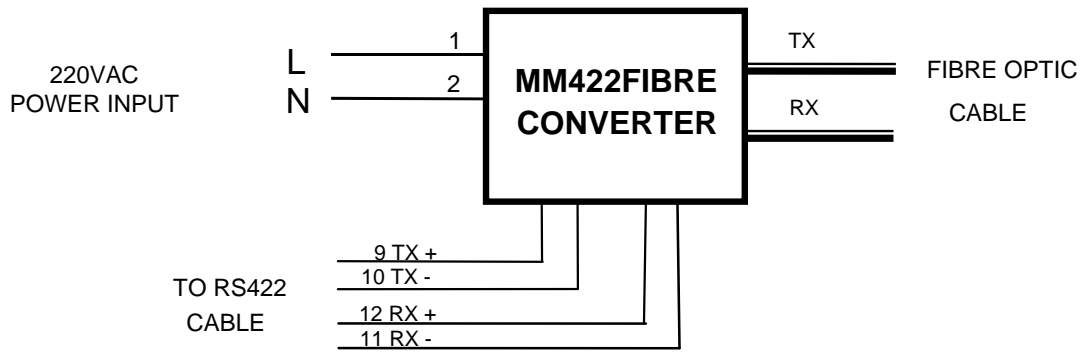 220VAC
POWER INPUT
L
N
1
2
MM422FIBRE
CONVERTER
TX
RX
FIBRE OPTIC
CABLE
TO RS422
CABLE
9 TX +
10 TX -
12 RX +
11 RX -